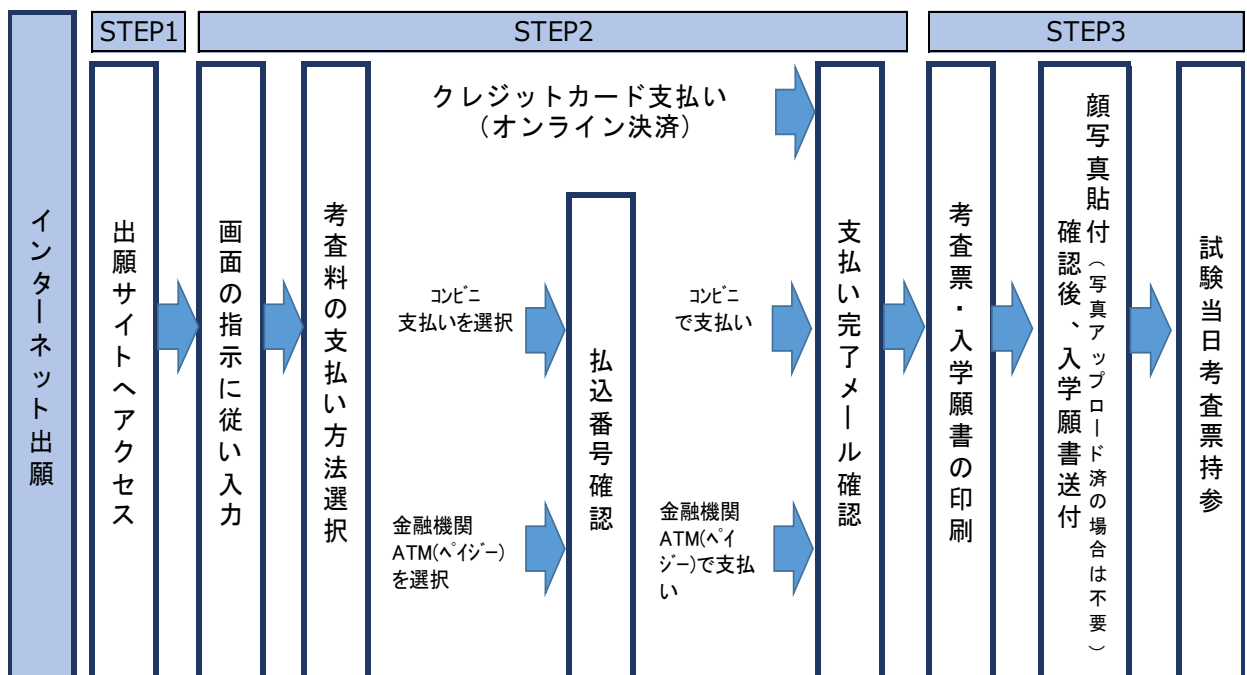 STEP1
STEP2
STEP3
インターネット出願
出願サイトへアクセス
画面の指示に従い入力
考査料の支払い方法選択
クレジットカード支払い
（オンライン決済）
コンビニ
支払いを選択
金融機関
ATM(ペイジー)
を選択
払込番号確認
コンビニ
で支払い
金融機関
ATM(ペイ
ジー)で支払
い
支払い完了メール確認
考査票・入学願書の印刷
顔写真貼付（写真アップロード済の場合は不要）
確認後、入学願書送付
試験当日考査票持参